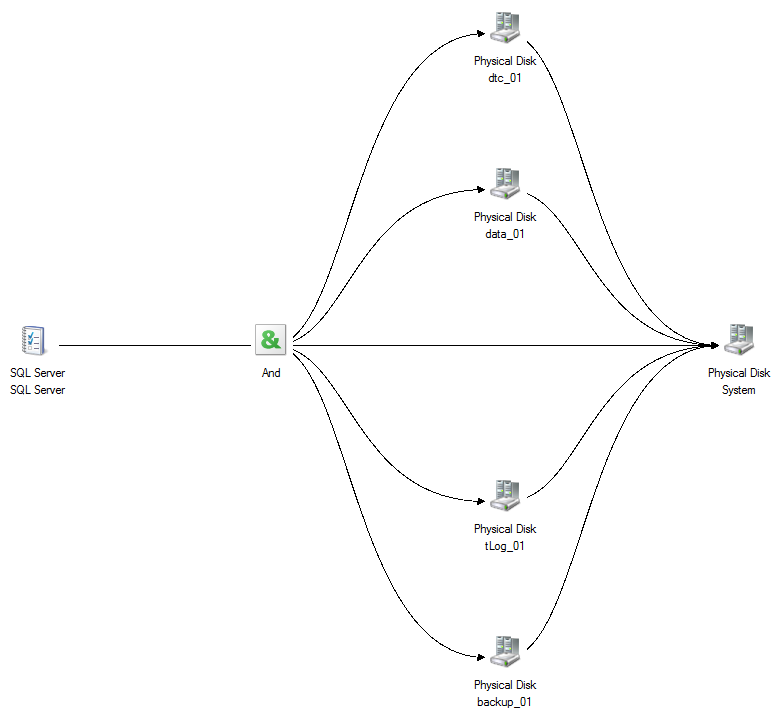 Physical Disk
dtc_01
Physical Disk
data_01
SQL Server
SQL Server
&
And
Physical Disk
System
Physical Disk
tLog_01
Physical Disk
backup_01